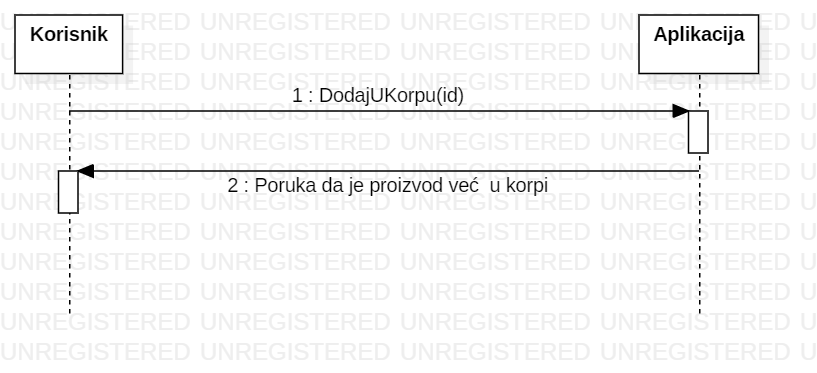 UNREGISTERED UNREGISTERED UNREGISTERED UNREGISTERED U
Korisnik
Aplikacija
1 : DodajUKorpu(id)
2 : Poruka da je proizvod već  u korpi